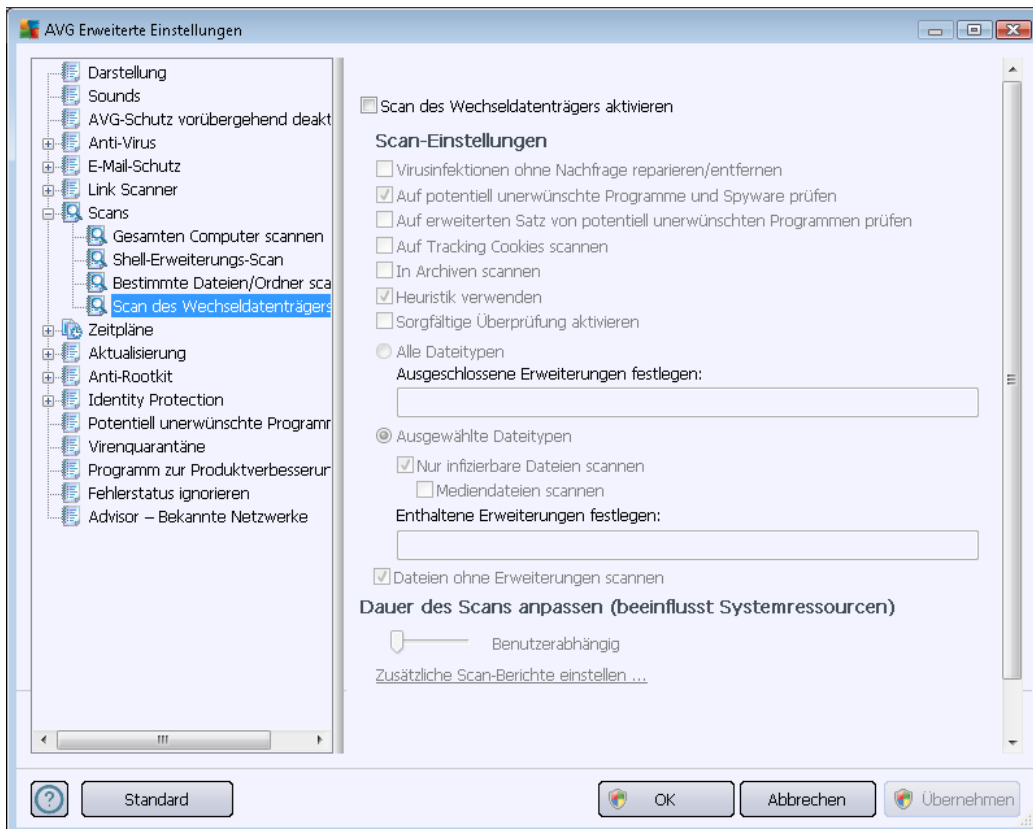 AVG Erweiterte Einstellungen
Darstellung
Sounds
AVG-Schutz vorübergehend deakt
Anti-Virus
E-Mail-Schutz
Link Scanner
Scans
Gesamten Computer scannen
Shell-Erweiterungs-Scan
Bestimmte Dateien/Ordner sca
Scan des Wechseldatenträgers
Zeitpläne
Aktualisierung
Anti-Rootkit
Identity Protection
Potentiell unerwünschte Programm
Virenquarantäne
Programm zur Produktverbesserun
Fehlerstatus ignorieren
Advisor – Bekannte Netzwerke
Scan des Wechseldatenträgers aktivieren
Scan-Einstellungen
Virusinfektionen ohne Nachfrage reparieren/entfernen
Auf potentiell unerwünschte Programme und Spyware prüfen
Auf erweiterten Satz von potentiell unerwünschten Programmen prüfen
Auf Tracking Cookies scannen
In Archiven scannen
Heuristik verwenden
Sorgfältige Überprüfung aktivieren
Alle Dateitypen
Ausgeschlossene Erweiterungen festlegen:
Ausgewählte Dateitypen
Nur infizierbare Dateien scannen
Mediendateien scannen
Enthaltene Erweiterungen festlegen:
Dateien ohne Erweiterungen scannen
Dauer des Scans anpassen (beeinflusst Systemressourcen)
Benutzerabhängig
Zusätzliche Scan-Berichte einstellen ...
Standard
OK
Abbrechen
Übernehmen